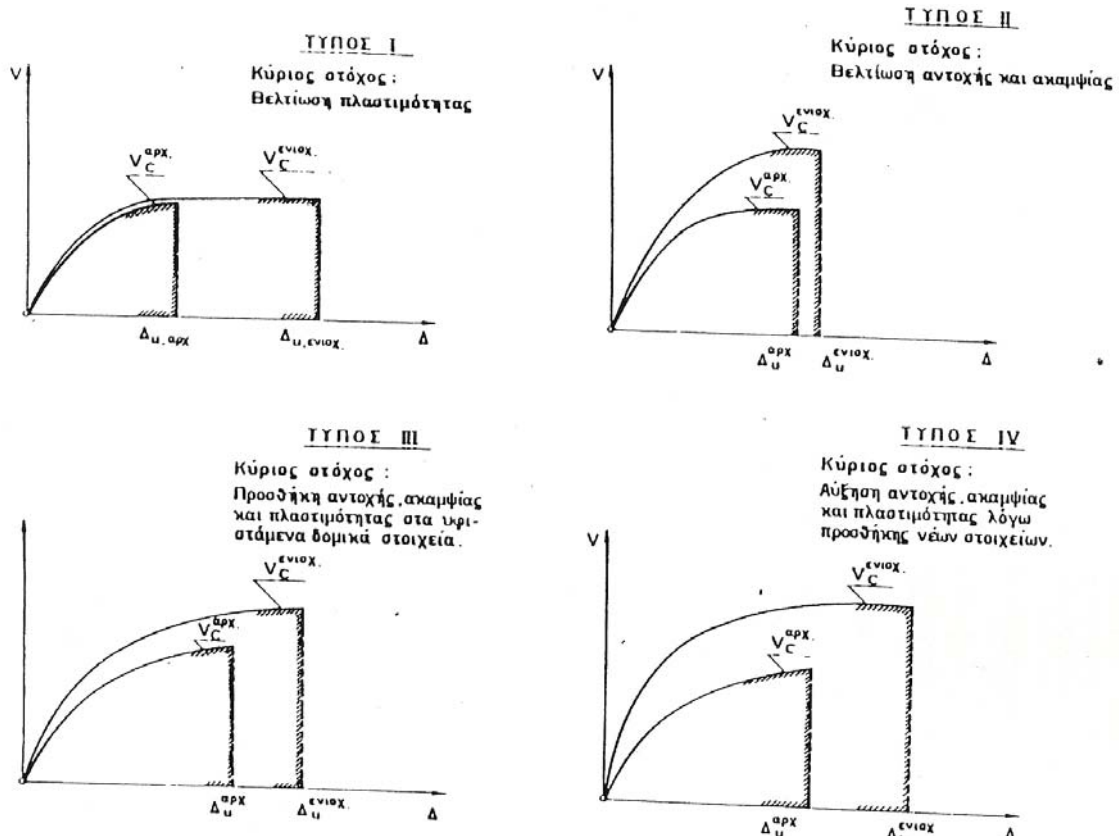 ΤΥΠΟΣ I
Κύριος στόχος:
Βελτίωση πλαστιμότητας
V
V_C^αρχ.
V_C^ενισχ.
Δ_u,αρχ
Δ_u,ενισχ.
Δ
ΤΥΠΟΣ II
Κύριος στόχος:
Βελτίωση αντοχής και ακαμψίας
V
V_C^ενισχ.
V_C^αρχ.
Δ_u^αρχ
Δ_u^ενισχ.
Δ
ΤΥΠΟΣ III
Κύριος στόχος:
Προσθήκη αντοχής, ακαμψίας
και πλαστιμότητας στα υφι-
στάμενα δομικά στοιχεία.
V_C^ενισχ.
V_C^αρχ.
Δ_u^αρχ
Δ_u^ενισχ.
Δ
ΤΥΠΟΣ IV
Κύριος στόχος:
Αύξηση αντοχής, ακαμψίας
και πλαστιμότητας λόγω
προσθήκης νέων στοιχείων.
V
V_C^ενισχ.
V_C^αρχ.
Δ_u^αρχ
Δ_u^ενισχ
Δ